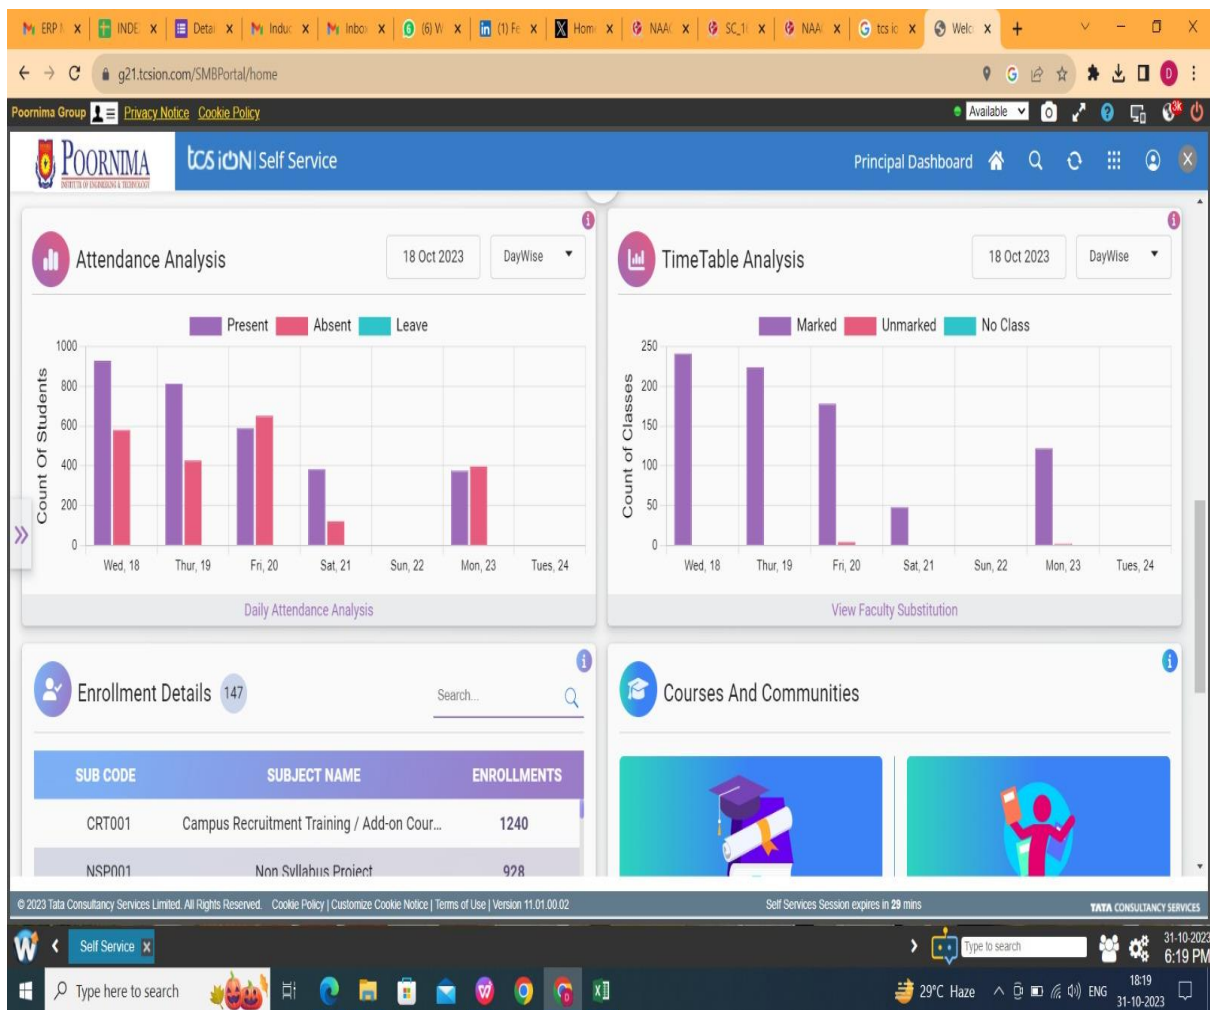 ERP INDE Detai Induc Inbo (6) W (1) Fe Hom NAAC SC_1 NAA tcs ic Welc
g21.tcsion.com/SMBPortal/home
Poornima Group Privacy Notice Cookie Policy Available 3k
POORNIMA
INSTITUTE OF ENGINEERING & TECHNOLOGY
tcs iON | Self Service Principal Dashboard
Attendance Analysis 18 Oct 2023 DayWise
Present Absent Leave
Count Of Students
1000
800
600
400
200
0
Wed, 18 Thur, 19 Fri, 20 Sat, 21 Sun, 22 Mon, 23 Tues, 24
Daily Attendance Analysis
TimeTable Analysis 18 Oct 2023 DayWise
Marked Unmarked No Class
Count of Classes
250
200
150
100
50
0
Wed, 18 Thur, 19 Fri, 20 Sat, 21 Sun, 22 Mon, 23 Tues, 24
View Faculty Substitution
Enrollment Details 147 Search...
SUB CODE SUBJECT NAME ENROLLMENTS
CRT001 Campus Recruitment Training / Add-on Cour... 1240
NSP001 Non Syllabus Project 928
Courses And Communities
© 2023 Tata Consultancy Services Limited. All Rights Reserved. Cookie Policy | Customize Cookie Notice | Terms of Use | Version 11.01.00.02 Self Services Session expires in 29 mins TATA CONSULTANCY SERVICES
Self Service Type to search 31-10-2023
6:19 PM
Type here to search 29°C Haze ENG 18:19
31-10-2023